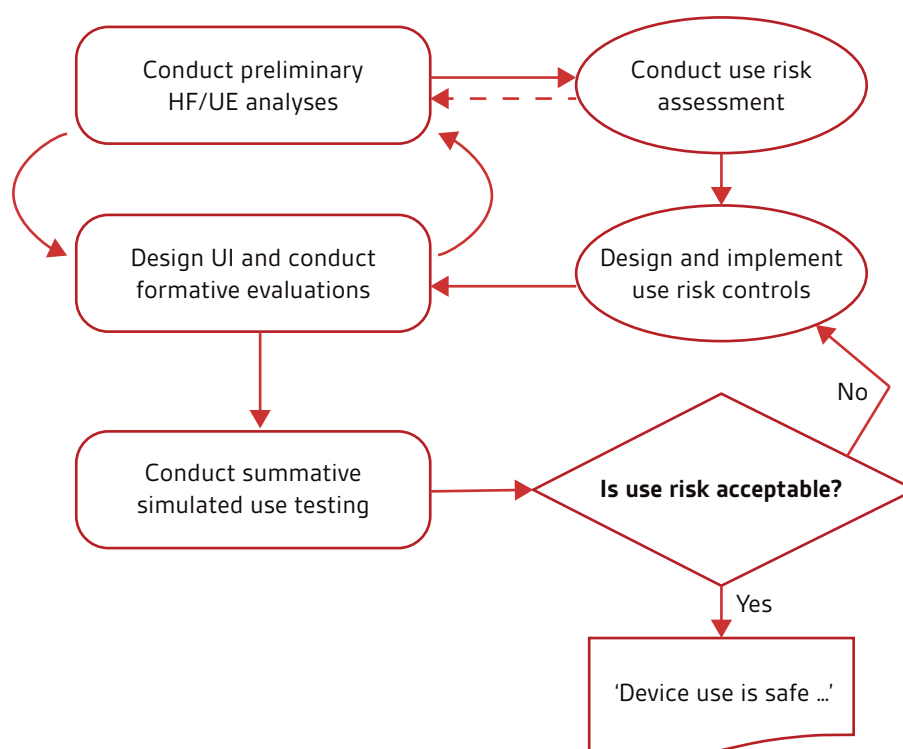 Conduct preliminary
HF/UE analyses
Conduct use risk
assessment
Design UI and conduct
formative evaluations
Design and implement
use risk controls
No
Conduct summative
simulated use testing
Is use risk acceptable?
Yes
‘Device use is safe ...’